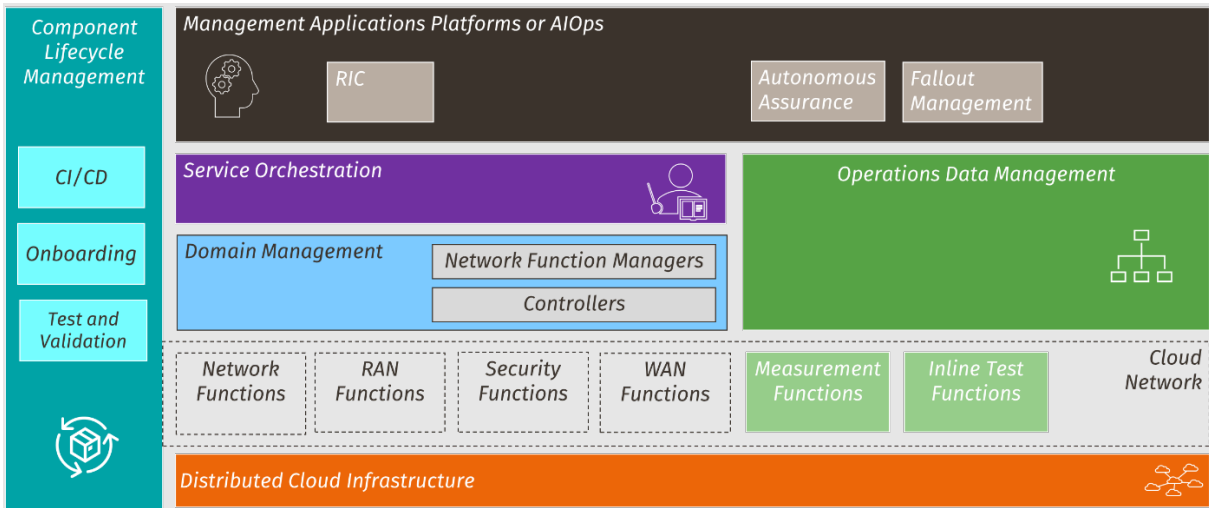 Component
Lifecycle
Management
CI/CD
Onboarding
Test and
Validation
Management Applications Platforms or AIOps
RIC
Autonomous
Assurance
Fallout
Management
Service Orchestration
Operations Data Management
Domain Management
Network Function Managers
Controllers
Network
Functions
RAN
Functions
Security
Functions
WAN
Functions
Measurement
Functions
Inline Test
Functions
Cloud
Network
Distributed Cloud Infrastructure